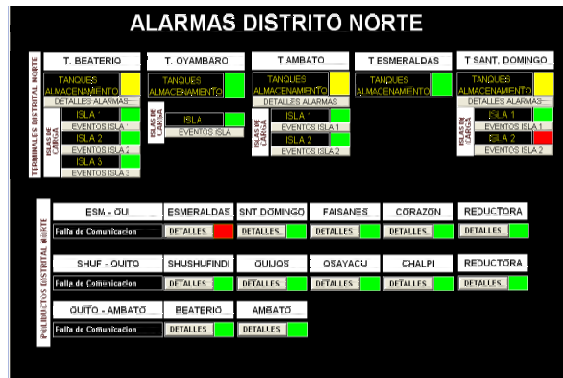 ALARMAS DISTRITO NORTE
TERMINALES DISTRITAL NORTE
T. BEATERIO
TANQUES
ALMACENAMIENTO
DETALLES ALARMAS
ISLAS DE
CARGA
ISLA 1
EVENTOS ISLA 1
ISLA 2
EVENTOS ISLA 2
ISLA 3
EVENTOS ISLA 3
T. OYAMBARO
TANQUES
ALMACENAMIENTO
ISLAS DE
CARGA
ISLA
EVENTOS ISLA
T AMBATO
TANQUES
ALMACENAMIENTO
DETALLES ALARMAS
ISLAS DE
CARGA
ISLA 1
EVENTOS ISLA 1
ISLA 2
EVENTOS ISLA 2
T ESMERALDAS
TANQUES
ALMACENAMIENTO
T SANT. DOMINGO
TANQUES
ALMACENAMIENTO
DETALLES ALARMAS
ISLAS DE
CARGA
ISLA 1
EVENTOS ISLA 1
ISLA 2
EVENTOS ISLA 2
POLIDUCTOS DISTRITAL NORTE
ESM - QUI ESMERALDAS SNT DOMINGO FAISANES CORAZON REDUCTORA
Falla de Comunicacion DETALLES DETALLES DETALLES DETALLES DETALLES
SHUF - QUITO SHUSHUFINDI QUIJOS OSAYACU CHALPI REDUCTORA
Falla de Comunicacion DETALLES DETALLES DETALLES DETALLES DETALLES
QUITO - AMBATO BEATERIO AMBATO
Falla de Comunicacion DETALLES DETALLES